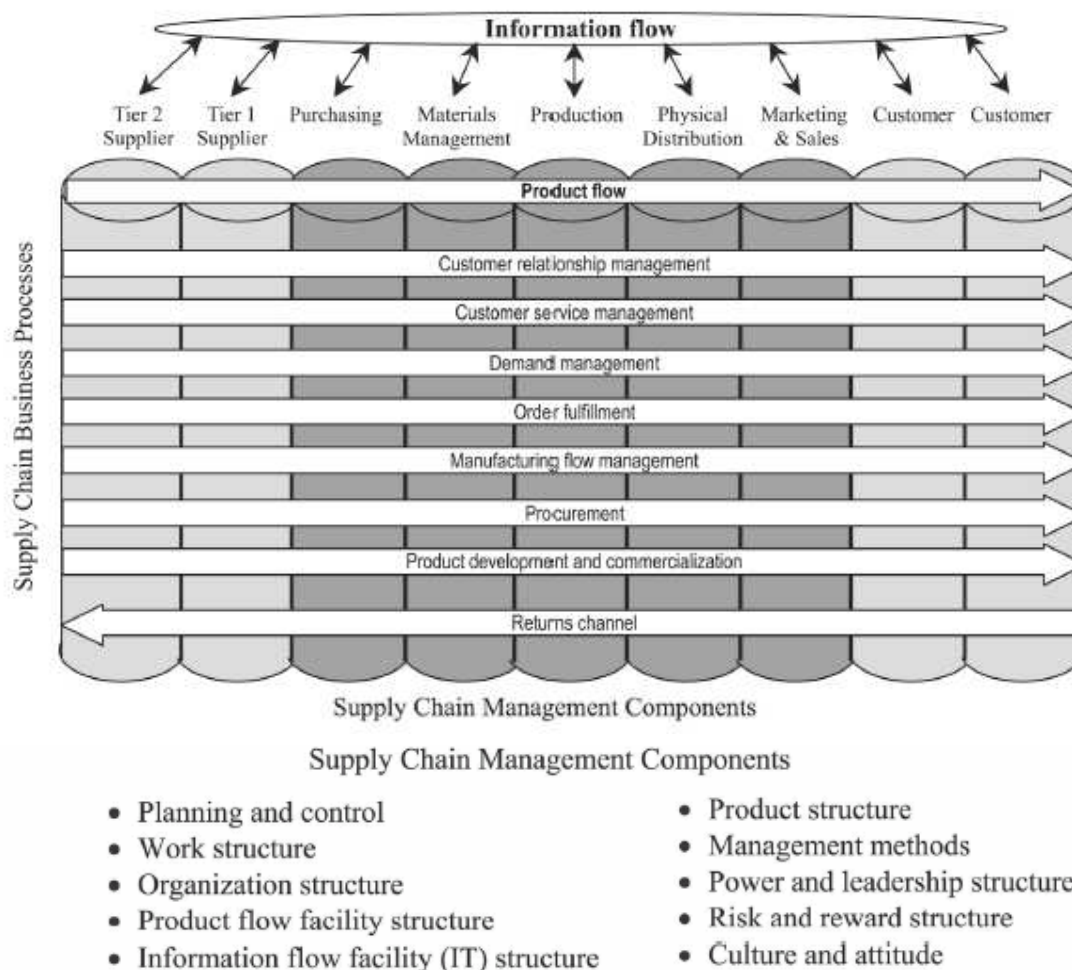 Information flow
Tier 2 Supplier
Tier 1 Supplier
Purchasing
Materials Management
Production
Physical Distribution
Marketing & Sales
Customer
Customer
Product flow
Supply Chain Business Processes
Customer relationship management
Customer service management
Demand management
Order fulfillment
Manufacturing flow management
Procurement
Product development and commercialization
Returns channel
Supply Chain Management Components
Supply Chain Management Components
• Planning and control
• Work structure
• Organization structure
• Product flow facility structure
• Information flow facility (IT) structure
• Product structure
• Management methods
• Power and leadership structure
• Risk and reward structure
• Culture and attitude